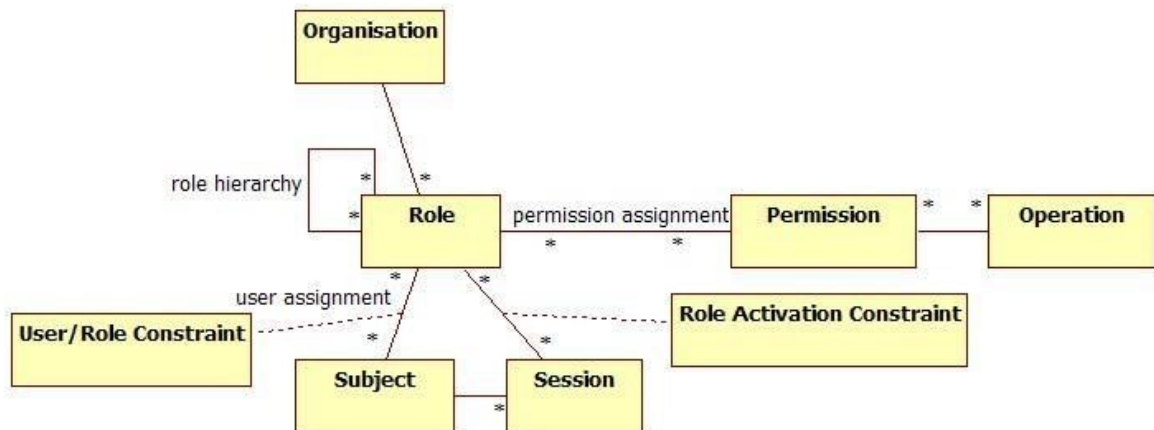 Organisation
role hierarchy
*
*
*
Role
permission assignment
*
*
Permission
*
*
Operation
user assignment
*
*
User/Role Constraint
*
*
Role Activation Constraint
Subject
*
Session